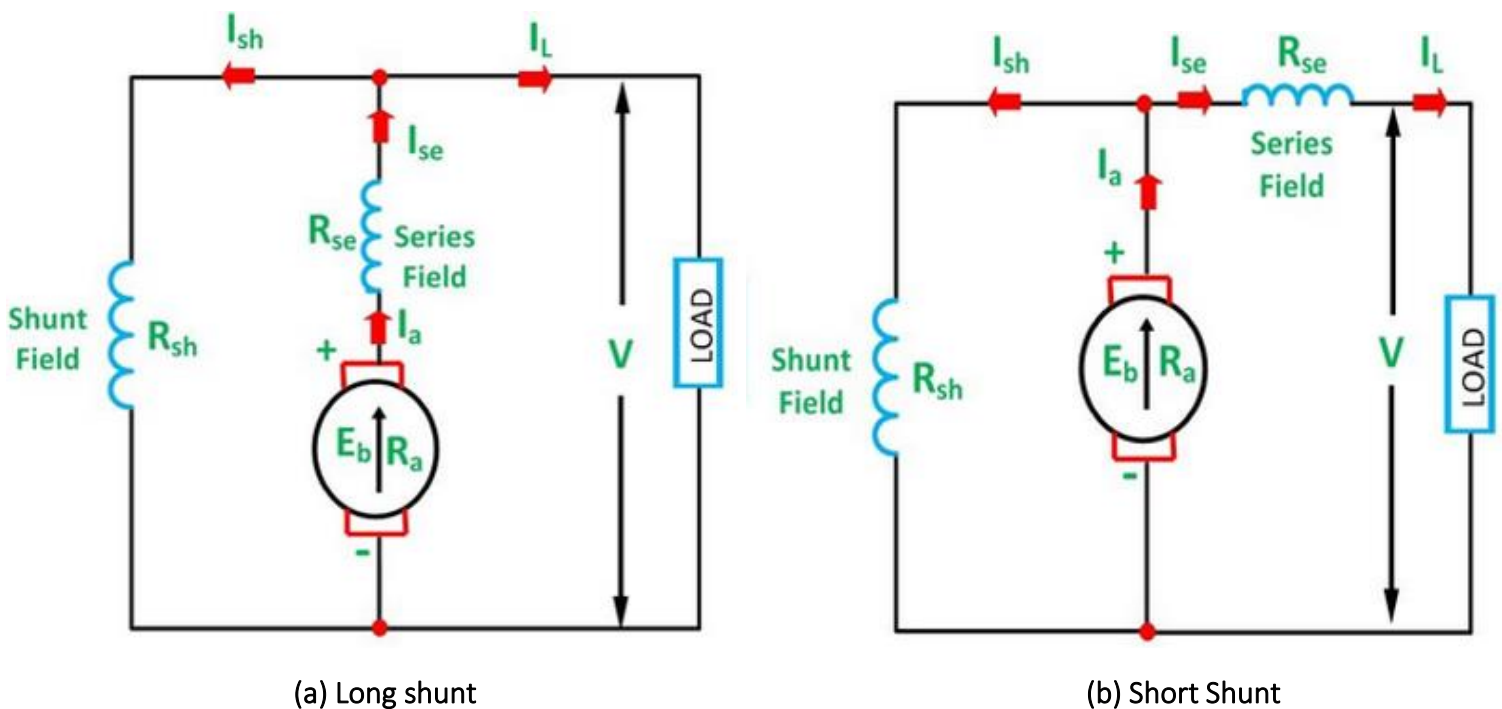 Ish
IL
Ise
Rse
Series
Field
Ia
Shunt
Field
Rsh
+
Eb
Ra
-
V
LOAD
(a) Long shunt
Ish
Ise
Rse
IL
Series
Field
Ia
+
Shunt
Field
Rsh
Eb
Ra
-
V
LOAD
(b) Short Shunt